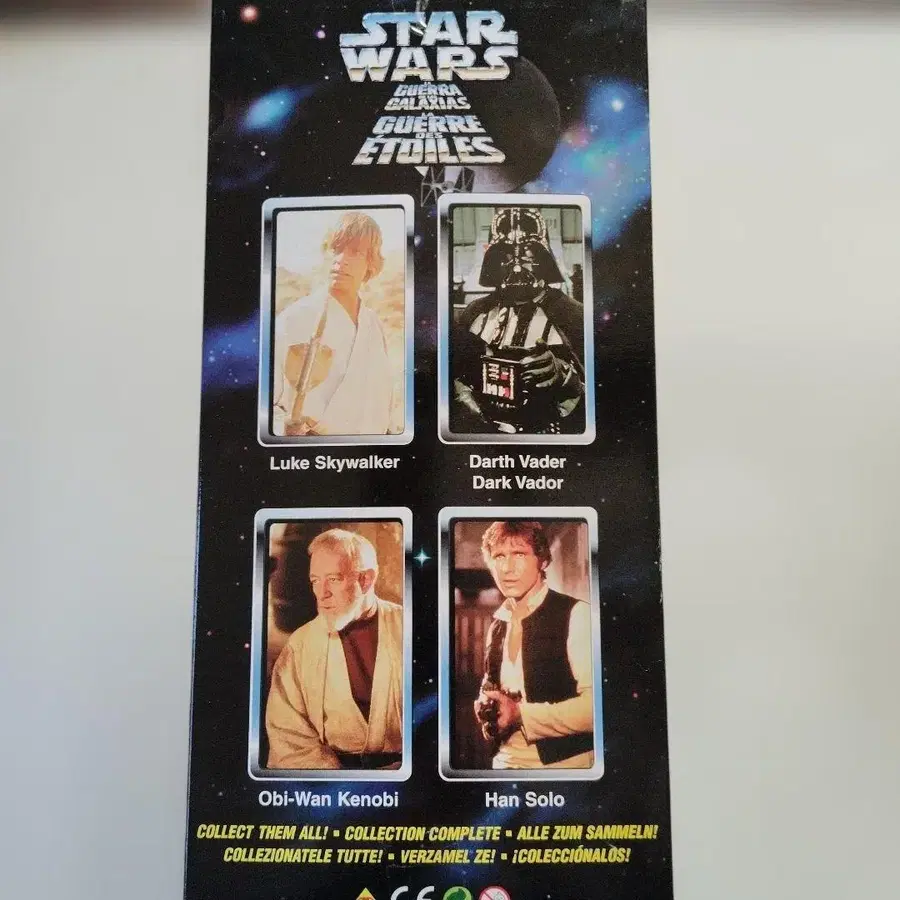 STAR
WARS
LA
GUERRA
DE LAS
GALAXIAS
LA
GUERRE
DES
ÉTOILES
Luke Skywalker
Darth Vader
Dark Vador
Obi-Wan Kenobi
Han Solo
COLLECT THEM ALL! ▪ COLLECTION COMPLETE ▪ ALLE ZUM SAMMELN!
COLLEZIONATELE TUTTE! ▪ VERZAMEL ZE! ▪ ¡COLECCIÓNALOS!
CE